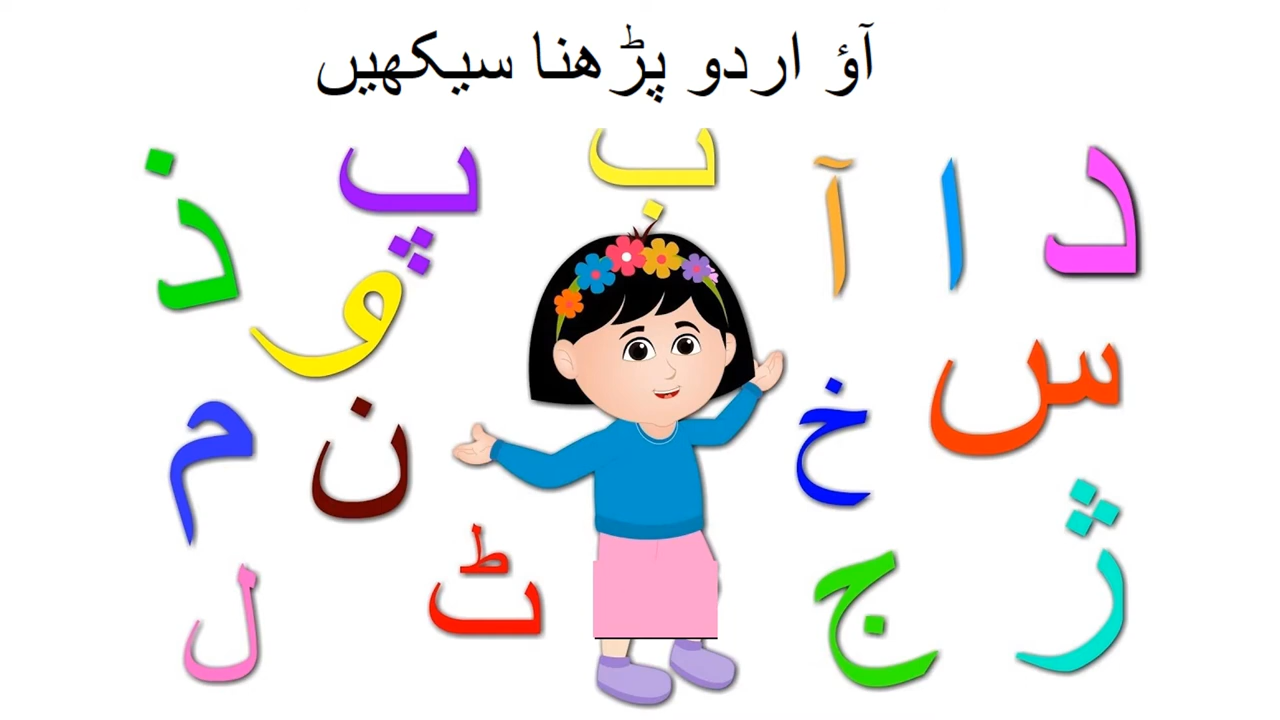 آؤ اردو پڑھنا سیکھیں
د ا آ ب پ ذ
و
س خ ن م
ژ ج ٹ ل